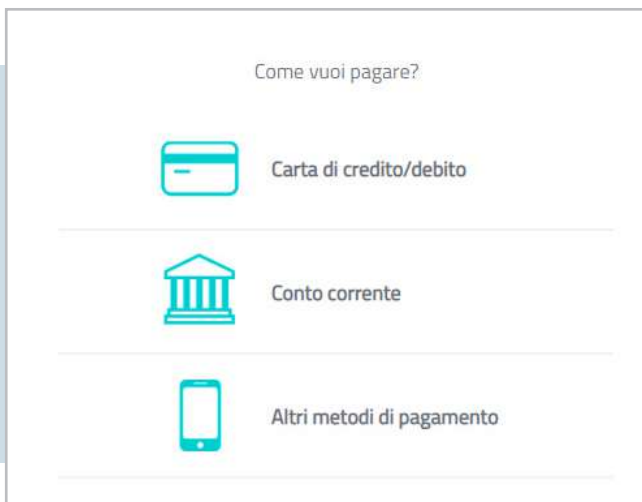 Come vuoi pagare?
Carta di credito/debito
Conto corrente
Altri metodi di pagamento